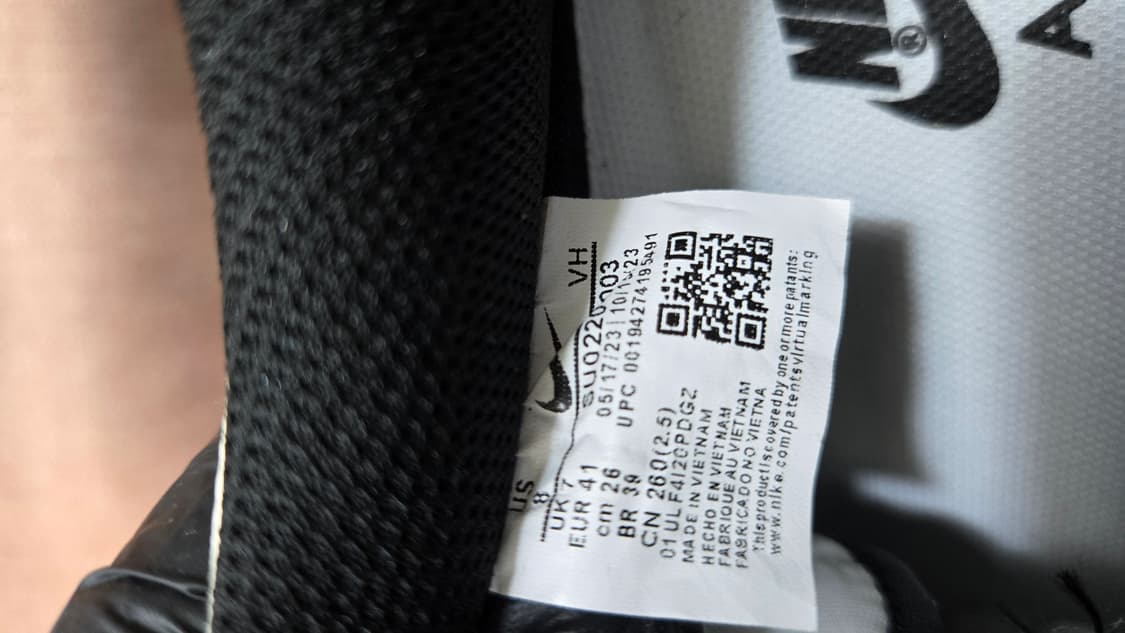 NI
®
A
VH
US
8
UK 7
EUR 41
05/17/23
cm 26
UPC 00194274195491
BR 39
CN 260(2.5)
MADE IN VIETNAM
HECHO EN VIETNAM
FABRIQUE AU VIETNAM
FABRICADO NO VIETNA
This product is covered by one or more patents:
www.nike.com/patentsvirtualmarking